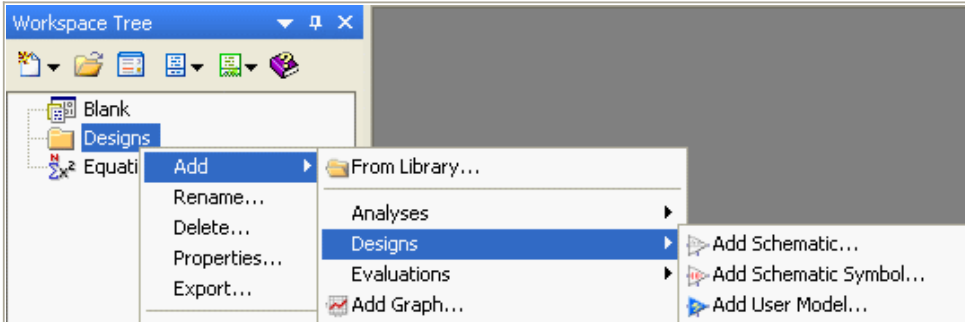 Workspace Tree
Blank
Designs
Equati
Add
Rename...
Delete...
Properties...
Export...
From Library...
Analyses
Designs
Evaluations
Add Graph...
Add Schematic...
Add Schematic Symbol...
Add User Model...